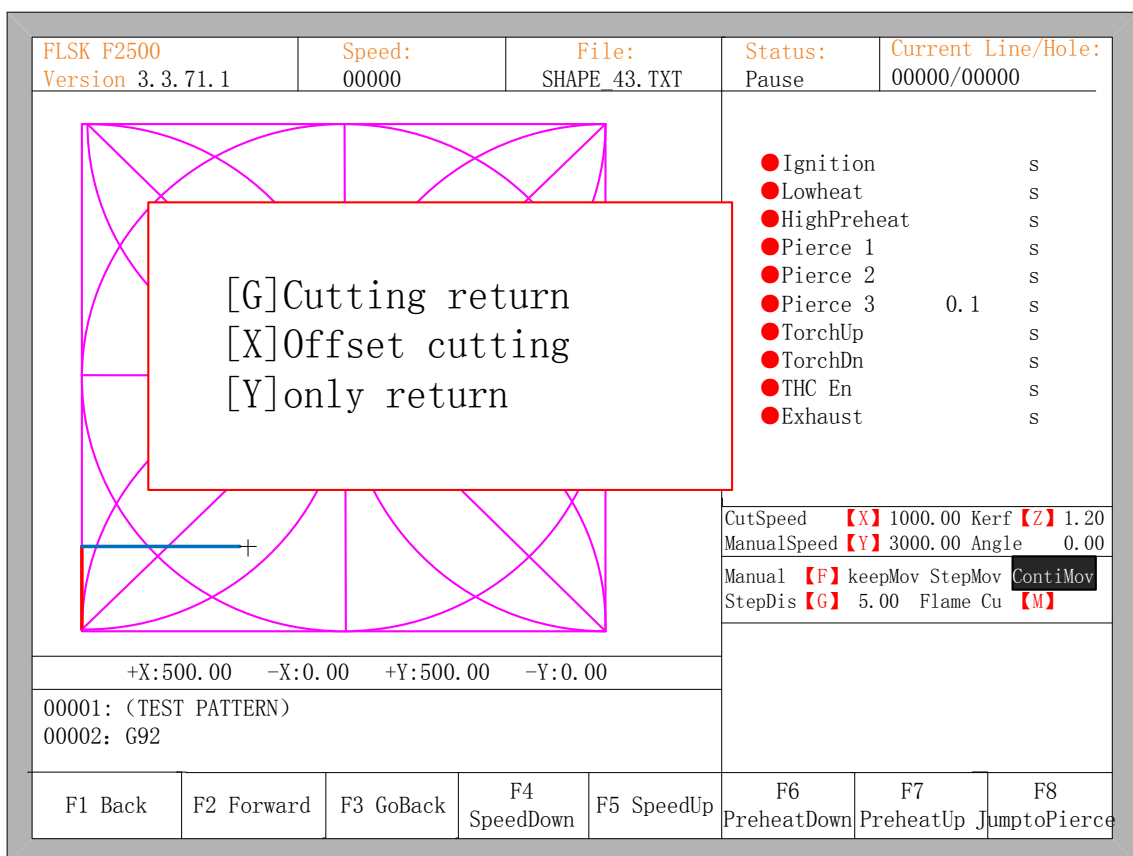 FLSK F2500
Version 3.3.71.1
Speed:
00000
File:
SHAPE_43.TXT
Status:
Pause
Current Line/Hole:
00000/00000
[G]Cutting return
[X]Offset cutting
[Y]only return
Ignition s
Lowheat s
HighPreheat s
Pierce 1 s
Pierce 2 s
Pierce 3 0.1 s
TorchUp s
TorchDn s
THC En s
Exhaust s
CutSpeed 【X】 1000.00 Kerf 【Z】 1.20
ManualSpeed 【Y】 3000.00 Angle 0.00
Manual 【F】 keepMov StepMov ContiMov
StepDis 【G】 5.00 Flame Cu 【M】
+X:500.00 -X:0.00 +Y:500.00 -Y:0.00
00001: (TEST PATTERN)
00002: G92
F1 Back
F2 Forward
F3 GoBack
F4
SpeedDown
F5 SpeedUp
F6
PreheatDown
F7
PreheatUp
F8
JumptoPierce